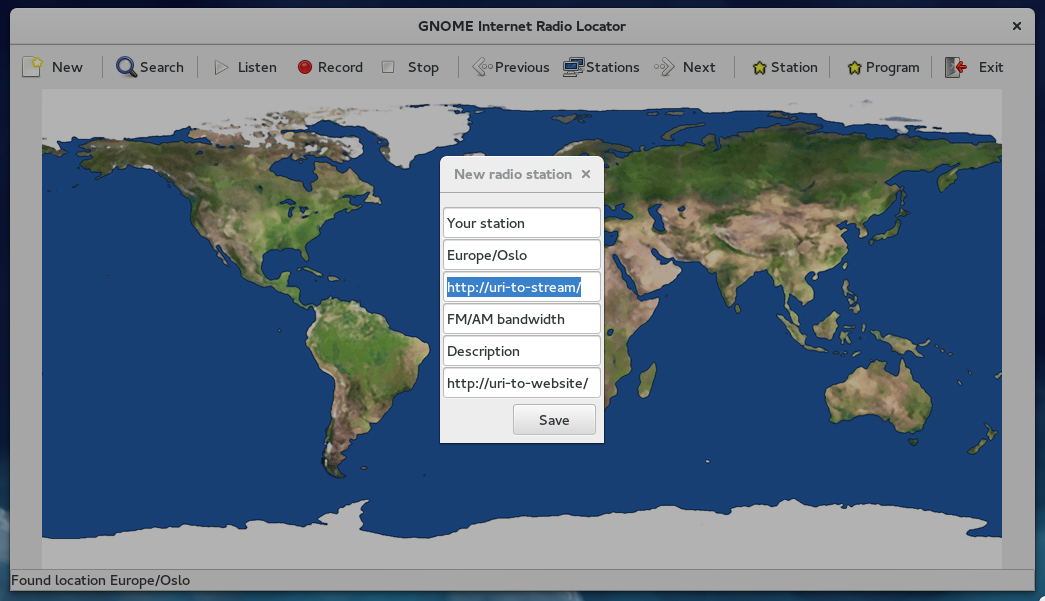 GNOME Internet Radio Locator
New Search Listen Record Stop Previous Stations Next Station Program Exit
New radio station
Your station
Europe/Oslo
http://uri-to-stream/
FM/AM bandwidth
Description
http://uri-to-website/
Save
Found location Europe/Oslo